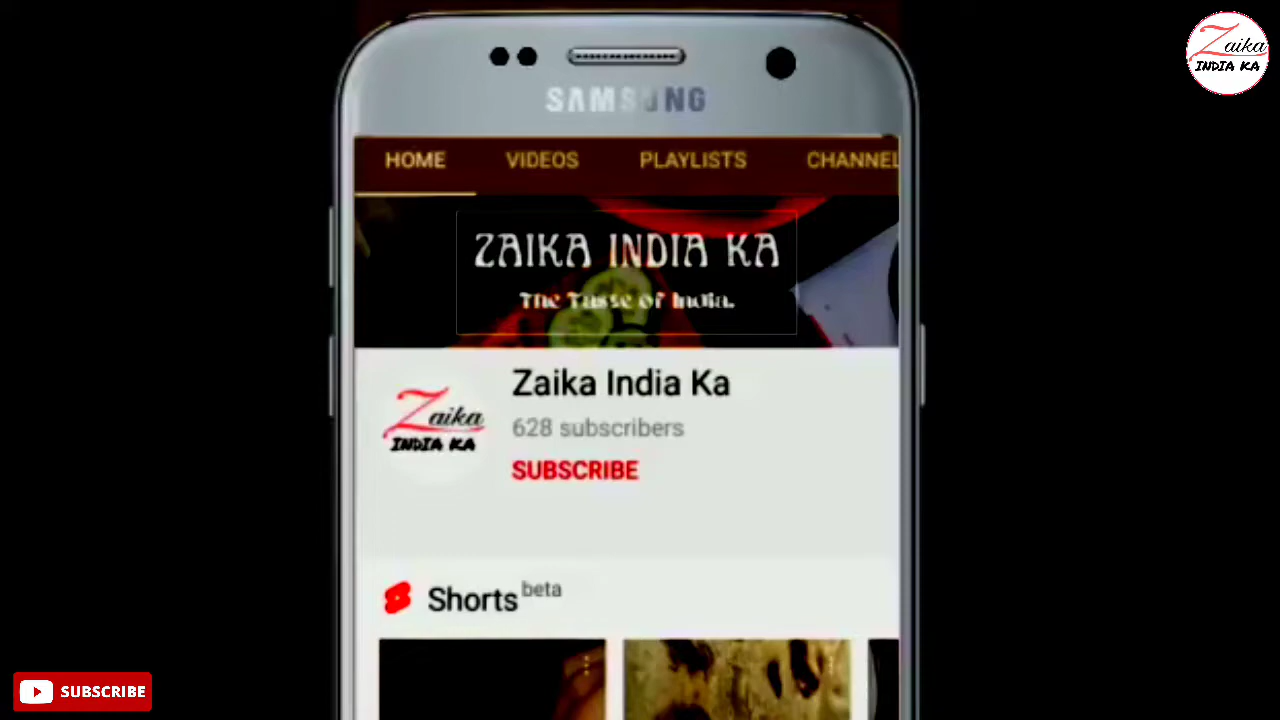 Zaika
INDIA KA
SAMSUNG
HOME VIDEOS PLAYLISTS CHANNEL
ZAIKA INDIA KA
The Taste of India.
Zaika India Ka
628 subscribers
SUBSCRIBE
Zaika
INDIA KA
Shorts beta
SUBSCRIBE